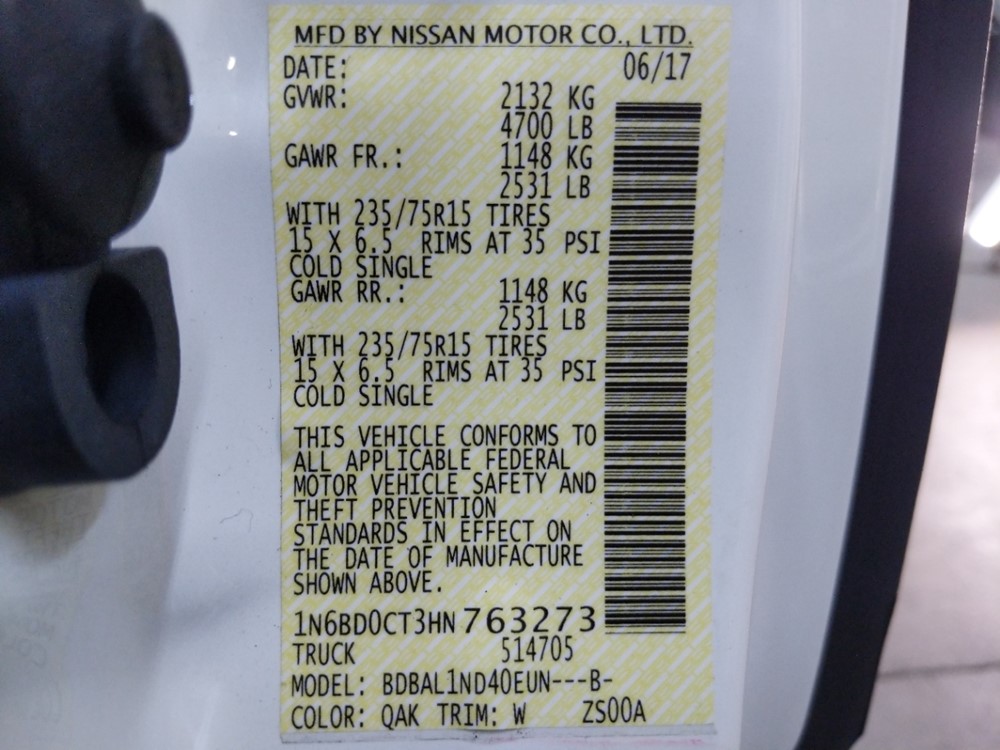 MFD BY NISSAN MOTOR CO., LTD.
DATE: 06/17
GVWR: 2132 KG
4700 LB
GAWR FR.: 1148 KG
2531 LB
WITH 235/75R15 TIRES
15 X 6.5 RIMS AT 35 PSI
COLD SINGLE
GAWR RR.: 1148 KG
2531 LB
WITH 235/75R15 TIRES
15 X 6.5 RIMS AT 35 PSI
COLD SINGLE
THIS VEHICLE CONFORMS TO
ALL APPLICABLE FEDERAL
MOTOR VEHICLE SAFETY AND
THEFT PREVENTION
STANDARDS IN EFFECT ON
THE DATE OF MANUFACTURE
SHOWN ABOVE.
1N6BD0CT3HN763273
TRUCK 514705
MODEL: BDBAL1ND40EUN---B-
COLOR: QAK TRIM: W ZS00A